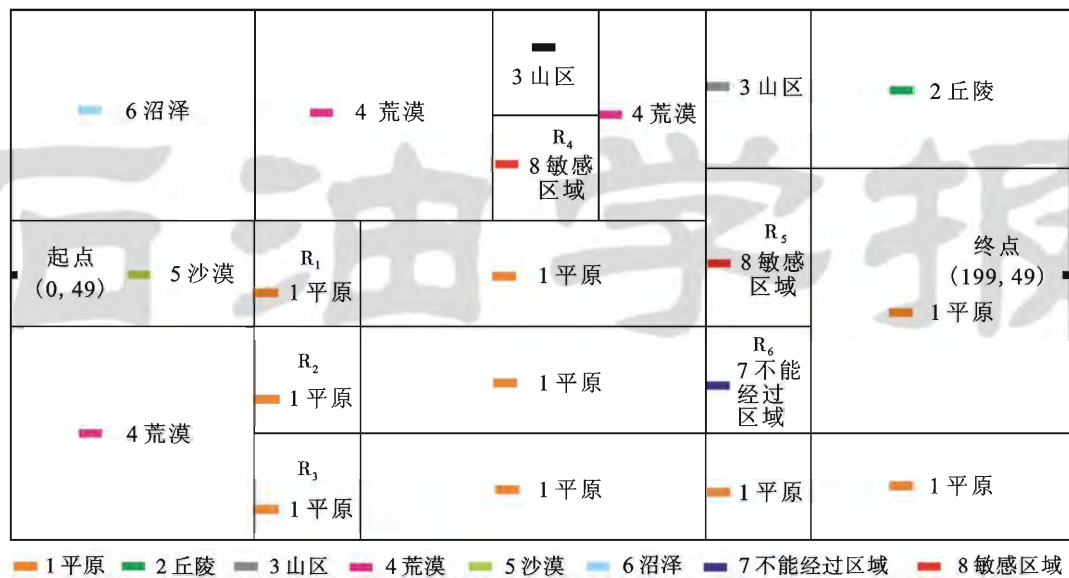 6 沼泽
4 荒漠
3 山区
R4
8 敏感
区域
4 荒漠
3 山区
2 丘陵
起点
(0, 49)
5 沙漠
R1
1 平原
1 平原
R5
8 敏感
区域
终点
(199, 49)
1 平原
4 荒漠
R2
1 平原
1 平原
R6
7 不能
经过
区域
R3
1 平原
1 平原
1 平原
1 平原
1 平原 2 丘陵 3 山区 4 荒漠 5 沙漠 6 沼泽 7 不能经过区域 8 敏感区域
石油学报